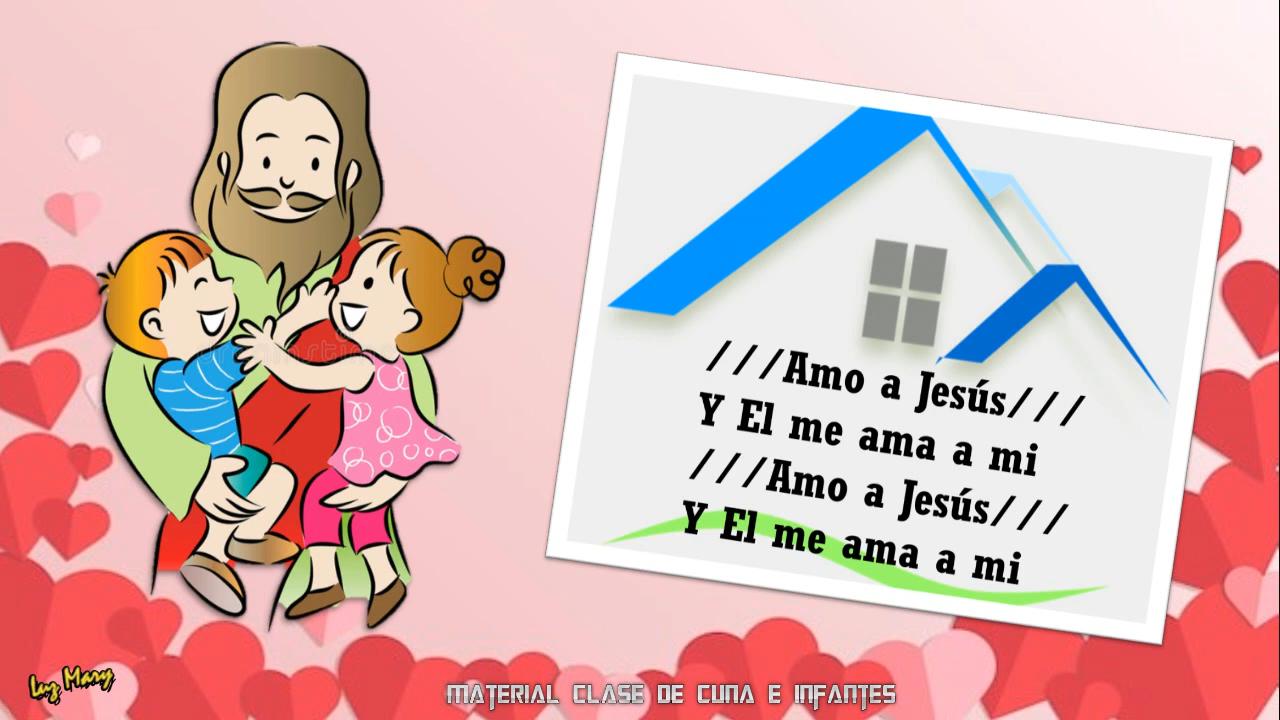 ///Amo a Jesús///
Y El me ama a mi
///Amo a Jesús///
Y El me ama a mi
Luz Mary
MATERIAL CLASE DE CUNA E INFANTES